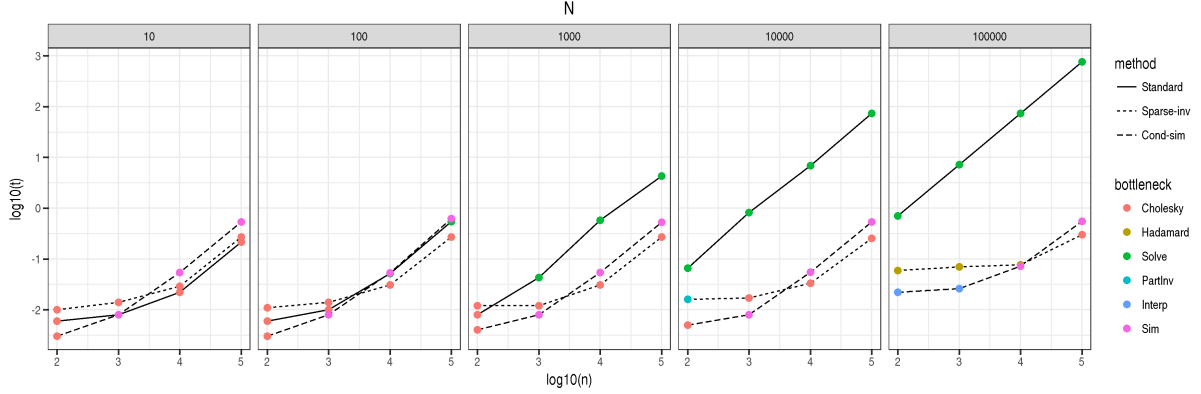 N
10 100 1000 10000 100000
log10(t)
3
2
1
0
-1
-2
2 3 4 5 2 3 4 5 2 3 4 5 2 3 4 5 2 3 4 5
log10(n)
method
Standard
Sparse-inv
Cond-sim
bottleneck
Cholesky
Hadamard
Solve
PartInv
Interp
Sim